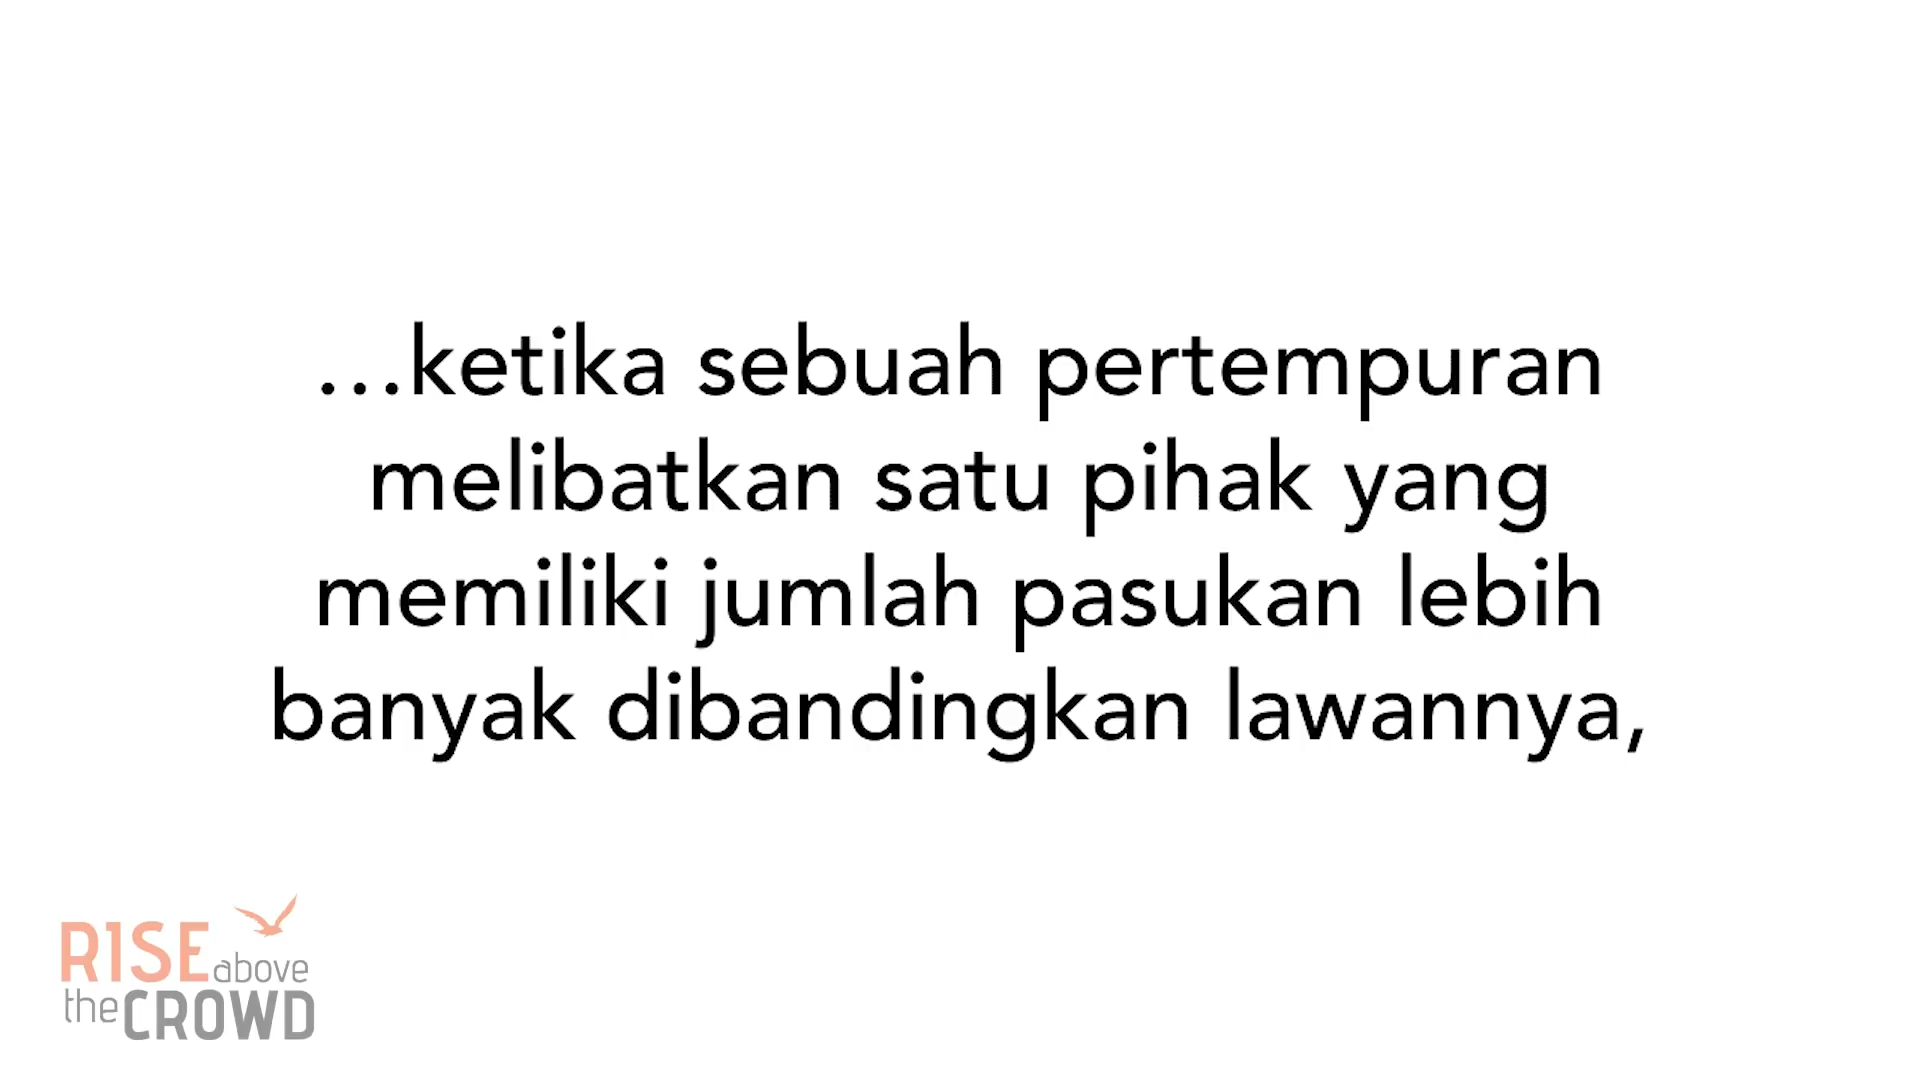 ...ketika sebuah pertempuran
melibatkan satu pihak yang
memiliki jumlah pasukan lebih
banyak dibandingkan lawannya,
RISE above
the CROWD